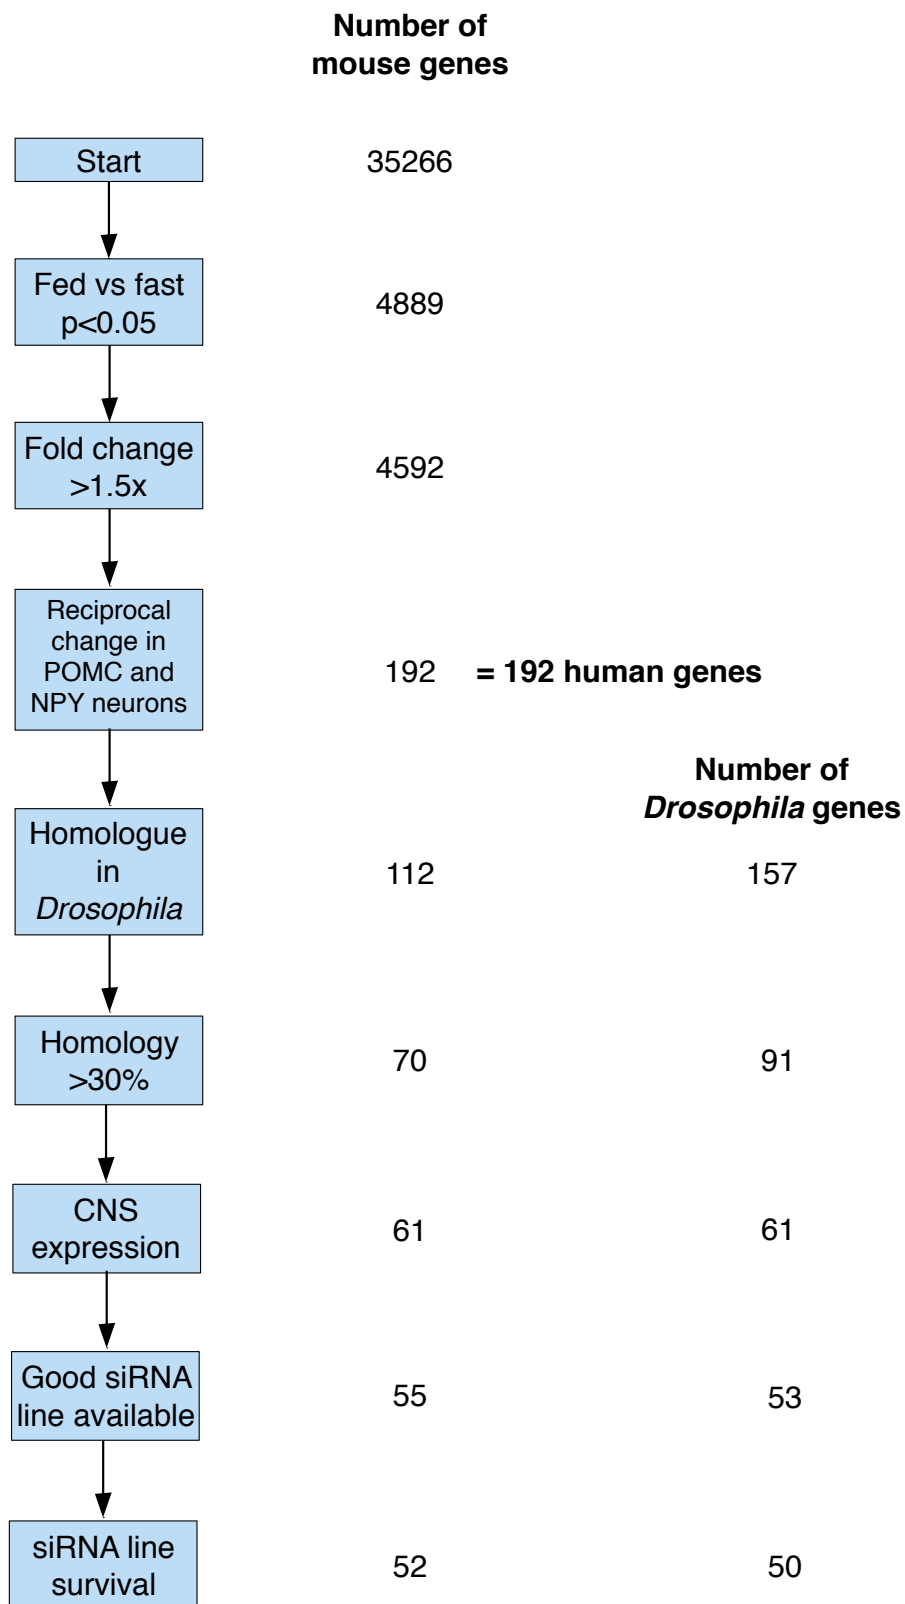 Number of
mouse genes
Start
35266
Fed vs fast
p<0.05
4889
Fold change
>1.5x
4592
Reciprocal
change in
POMC and
NPY neurons
192 = 192 human genes
Number of
Drosophila genes
Homologue
in
Drosophila
112
157
Homology
>30%
70
91
CNS
expression
61
61
Good siRNA
line available
55
53
siRNA line
survival
52
50